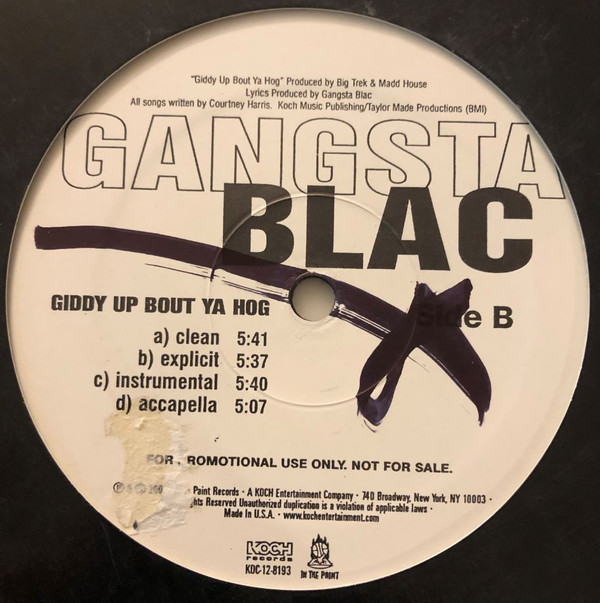 "Giddy Up Bout Ya Hog" Produced by Big Trek & Madd House
Lyrics Produced by Gangsta Blac
All songs written by Courtney Harris. Koch Music Publishing/Taylor Made Productions (BMI)
GANGSTA
BLAC
GIDDY UP BOUT YA HOG
Side B
a) clean 5:41
b) explicit 5:37
c) instrumental 5:40
d) accapella 5:07
FOR PROMOTIONAL USE ONLY. NOT FOR SALE.
Paint Records · A KOCH Entertainment Company · 740 Broadway, New York, NY 10003 ·
Reserved Unauthorized duplication is a violation of applicable laws ·
Made in U.S.A. · www.kochentertainment.com
KOCH
records
KOC-12-8193
IN THE PAINT